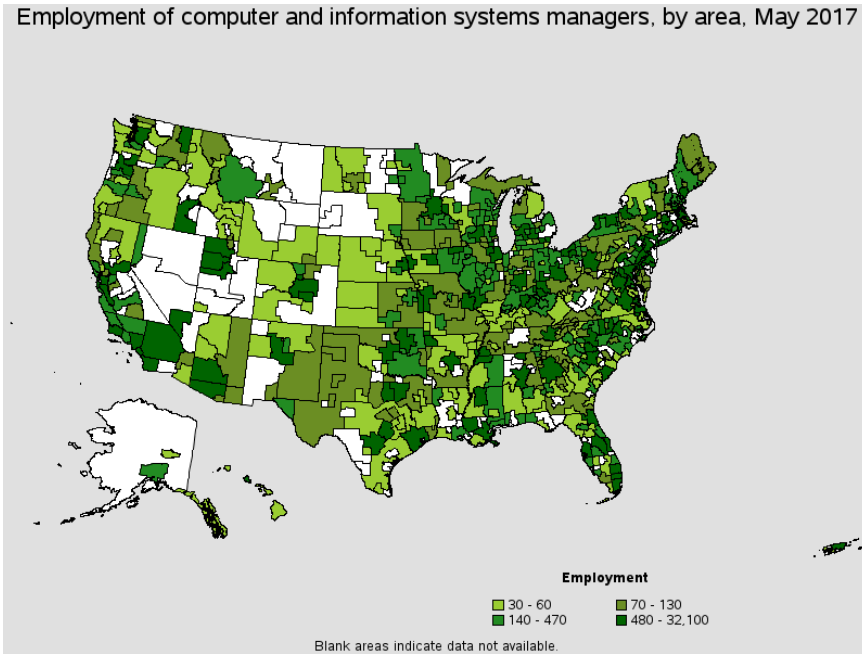 Employment of computer and information systems managers, by area, May 2017
Employment
30 - 60 70 - 130
140 - 470 480 - 32,100
Blank areas indicate data not available.